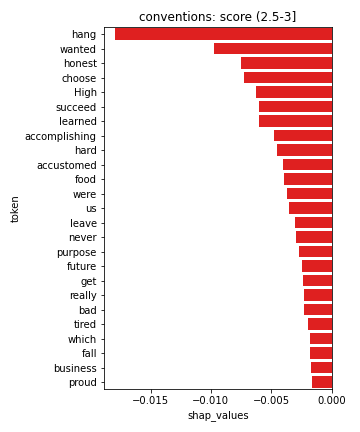 conventions: score (2.5-3]
token
hang
wanted
honest
choose
High
succeed
learned
accomplishing
hard
accustomed
food
were
us
leave
never
purpose
future
get
really
bad
tired
which
fall
business
proud
−0.015 −0.010 −0.005 0.000
shap_values